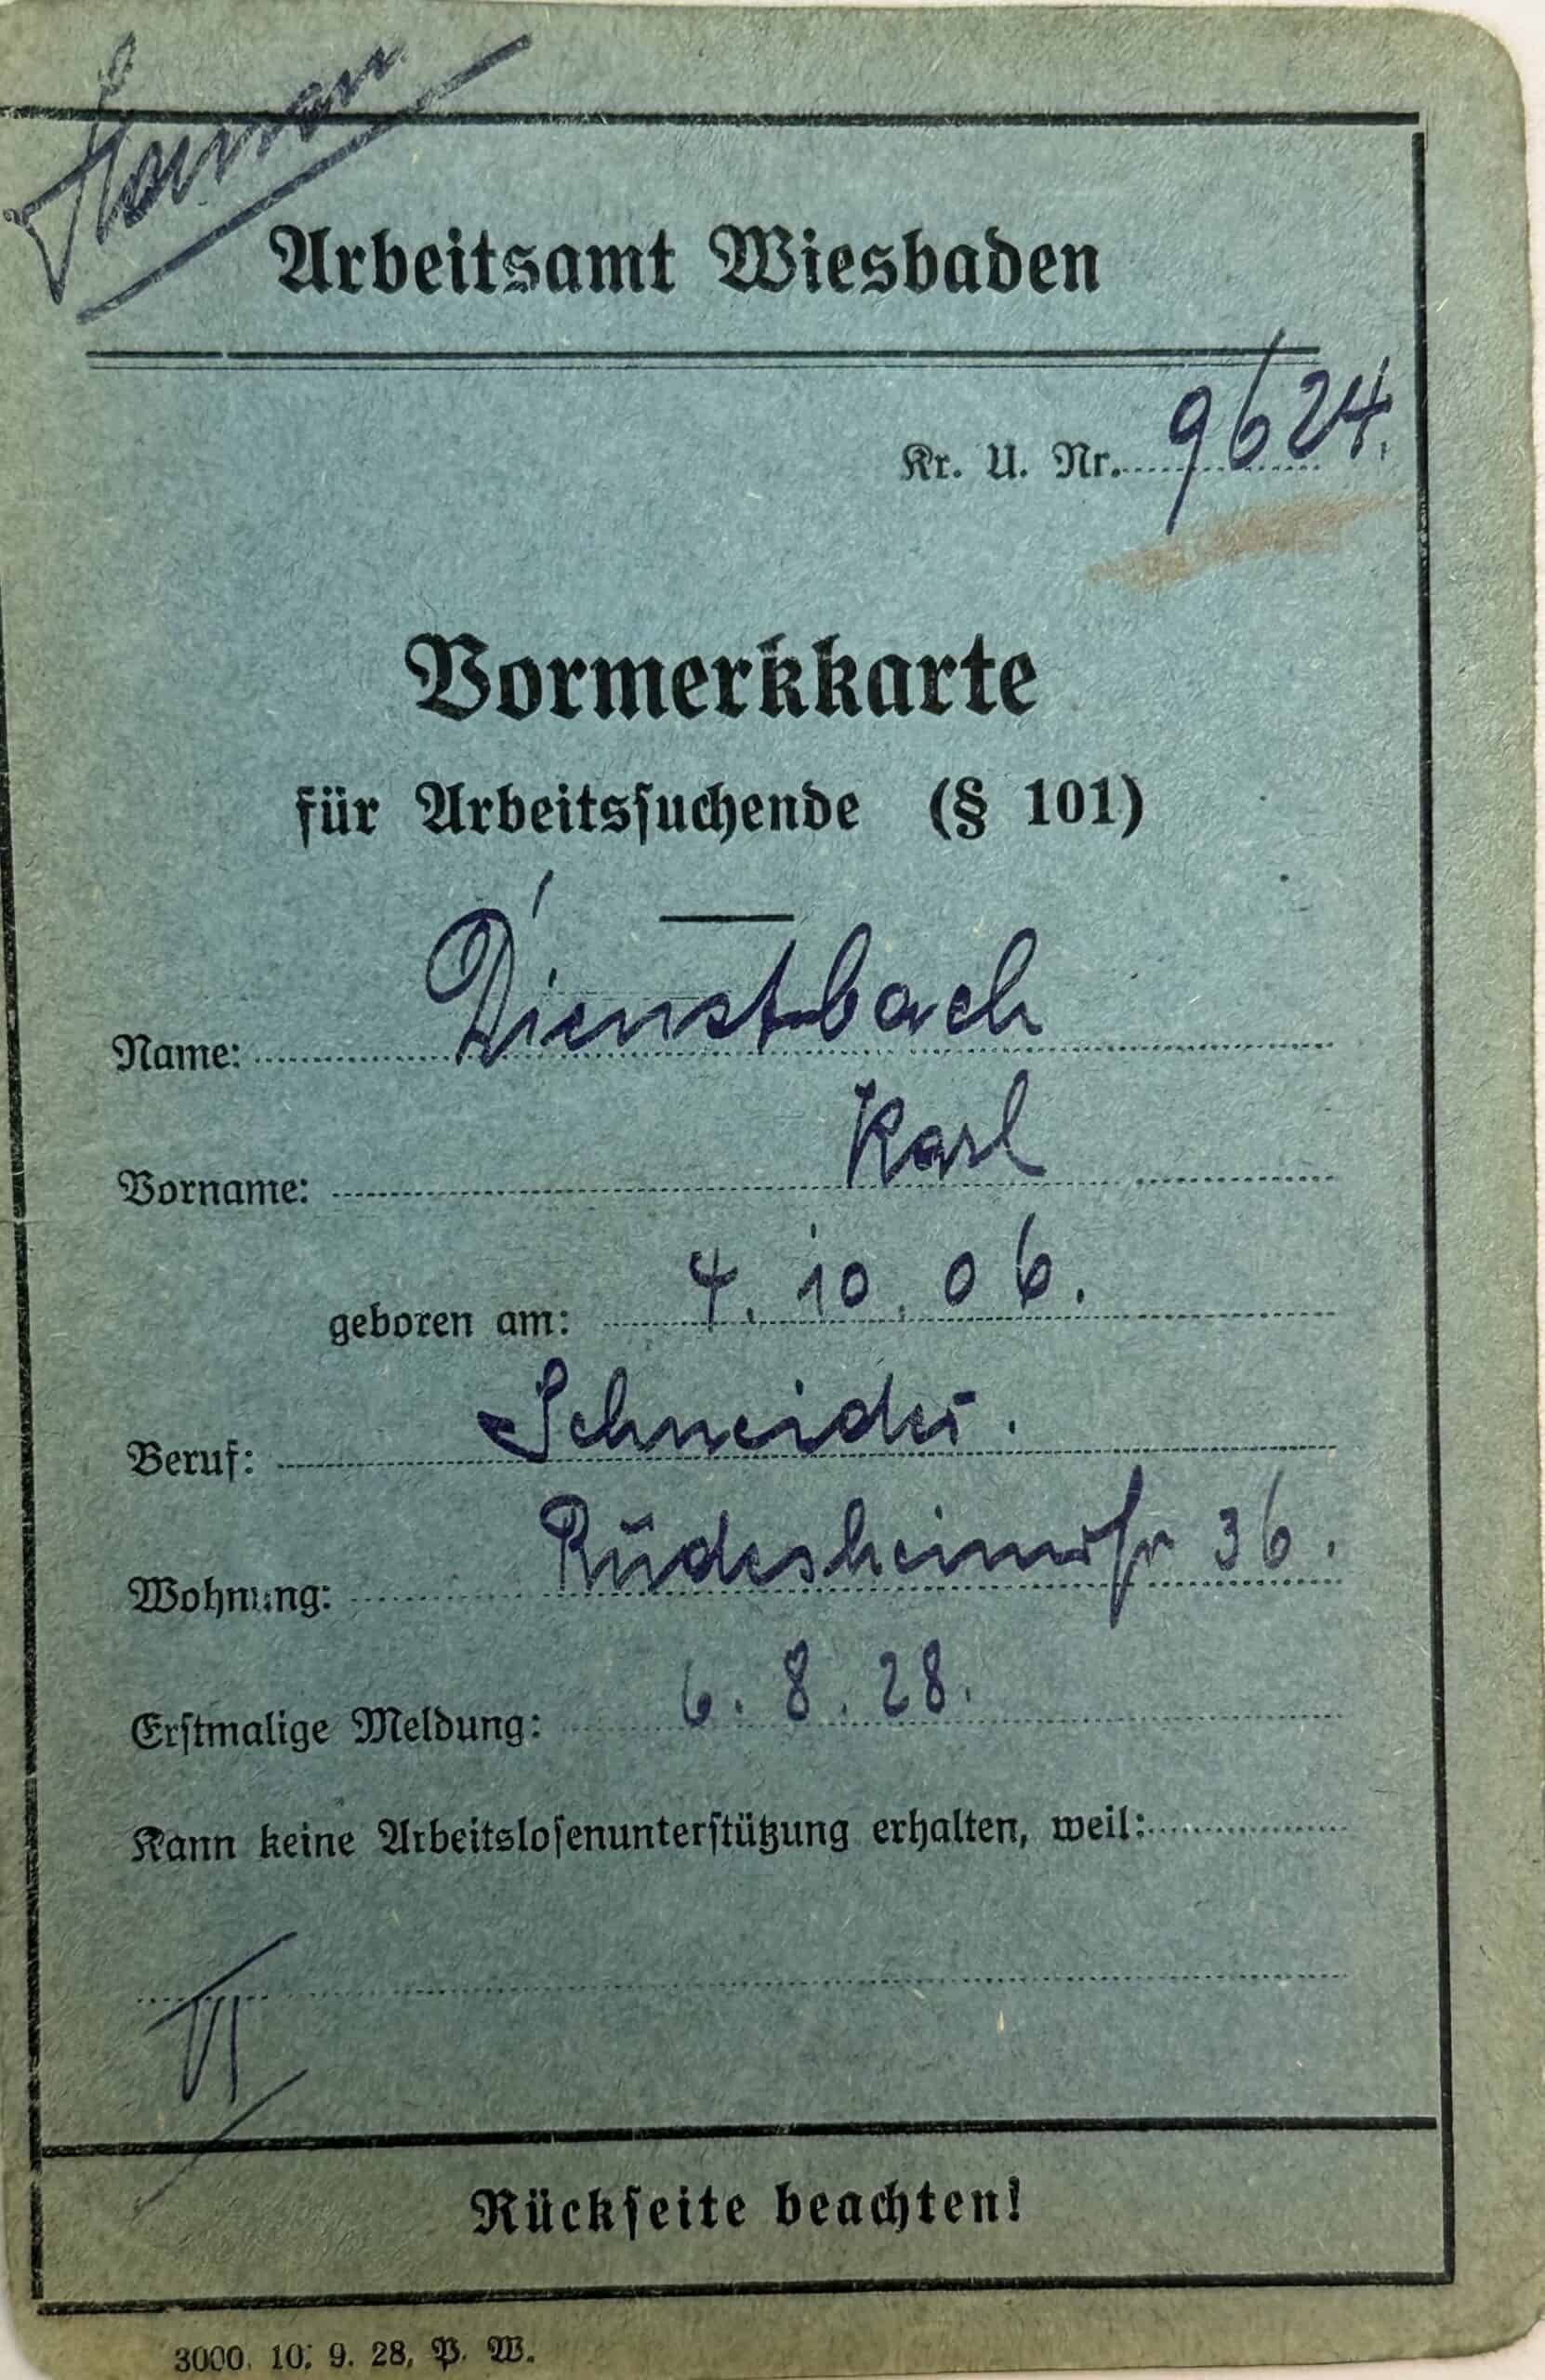 Arbeitsamt Wiesbaden
Kr. U. Nr. 9624.
Vormerkkarte
für Arbeitssuchende (§ 101)
Name: Dienstbach
Vorname: Karl
geboren am: 4. 10. 06.
Beruf: Schneider.
Wohnung: Rüdesheimerstr 36.
Erstmalige Meldung: 6. 8. 28.
Kann keine Arbeitslosenunterstützung erhalten, weil:
VI
Rückseite beachten!
3000. 10. 9. 28, P. W.